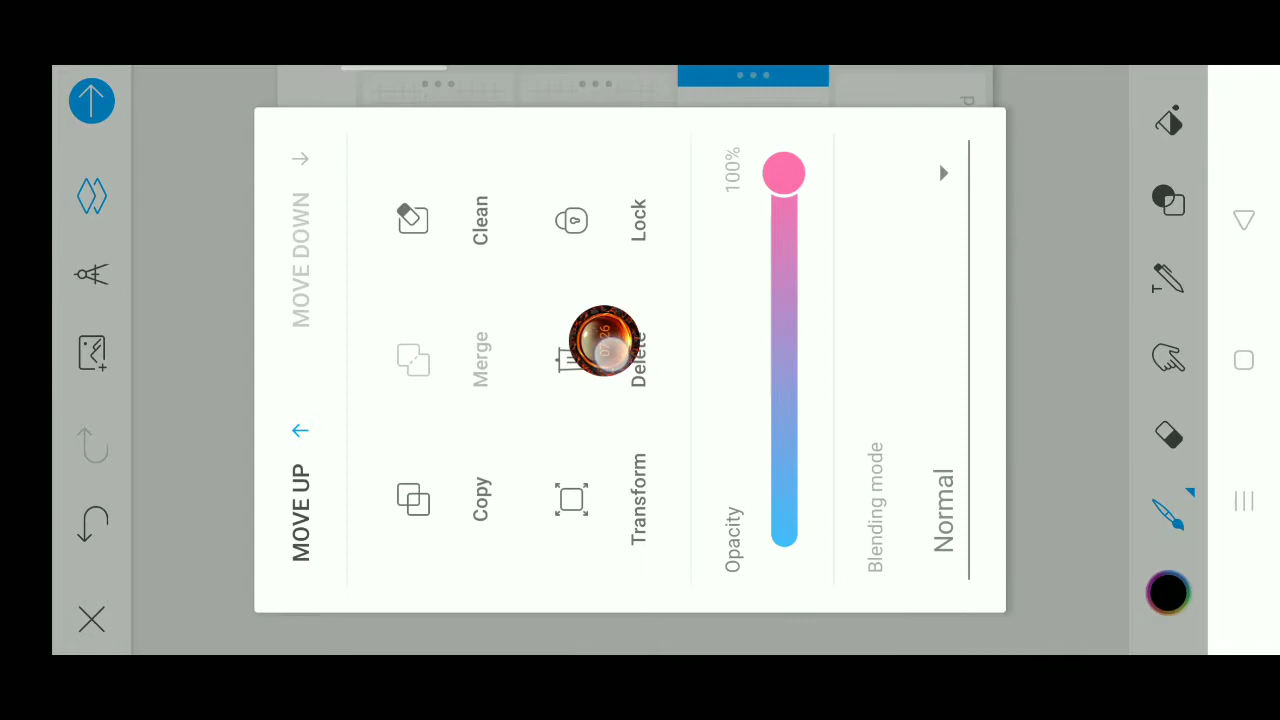 MOVE UP
MOVE DOWN
Copy
Merge
Clean
Transform
Delete
Lock
Opacity
100%
Blending mode
Normal